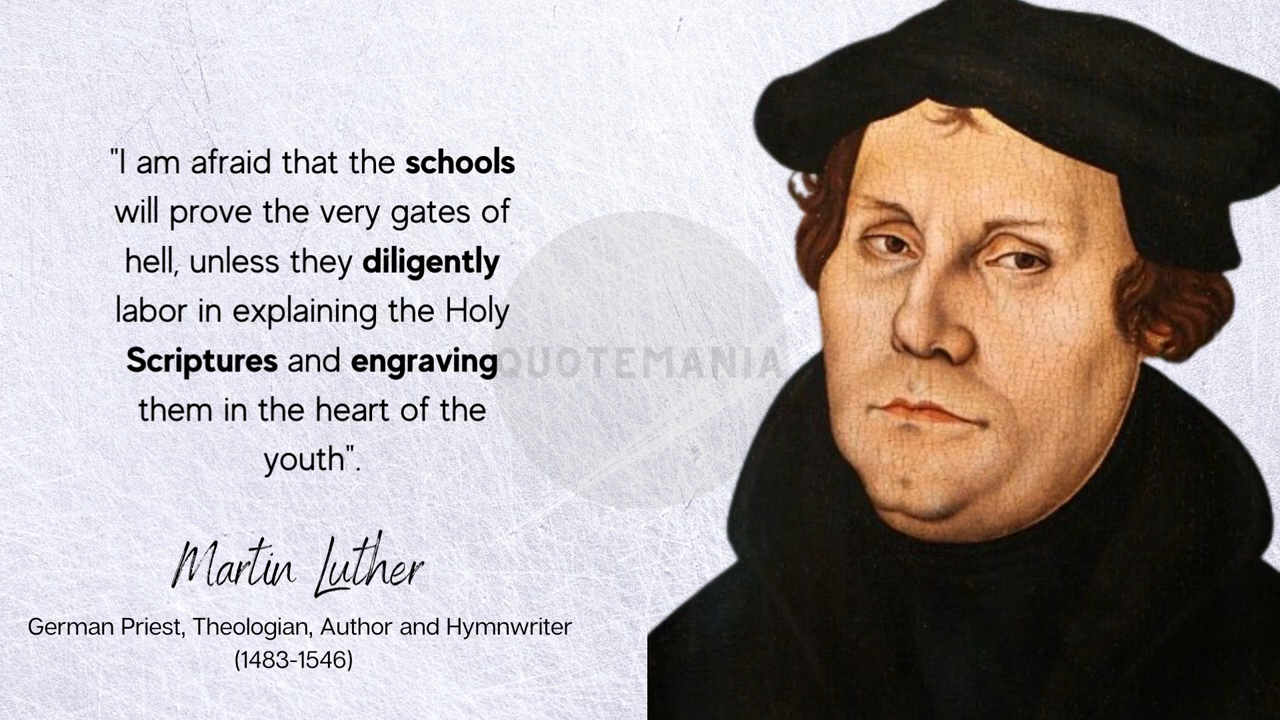 "I am afraid that the schools
will prove the very gates of
hell, unless they diligently
labor in explaining the Holy
Scriptures and engraving
them in the heart of the
youth".
QUOTEMANIA
Martin Luther
German Priest, Theologian, Author and Hymnwriter
(1483-1546)